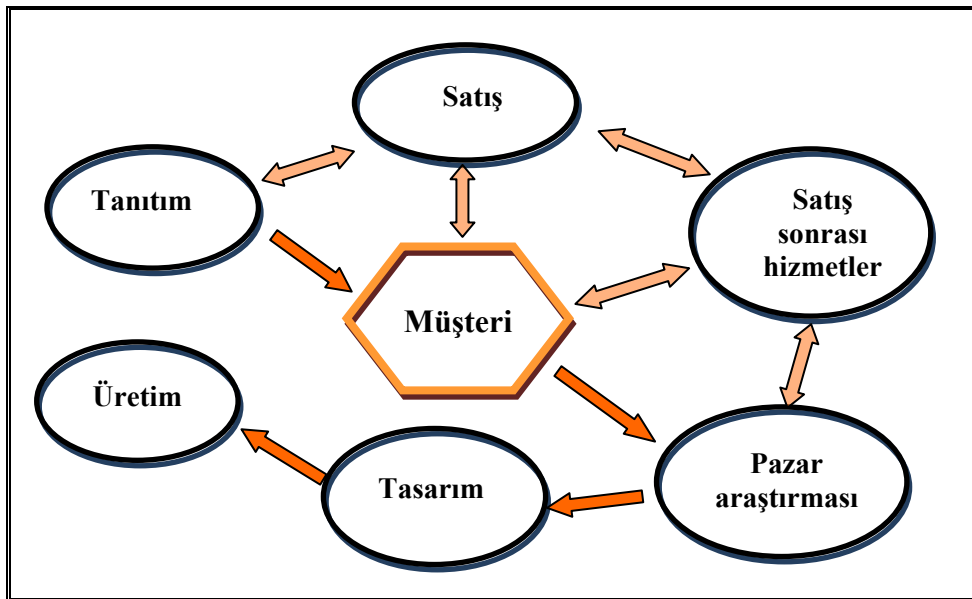 Satış
Tanıtım
Satış
sonrası
hizmetler
Müşteri
Üretim
Tasarım
Pazar
araştırması